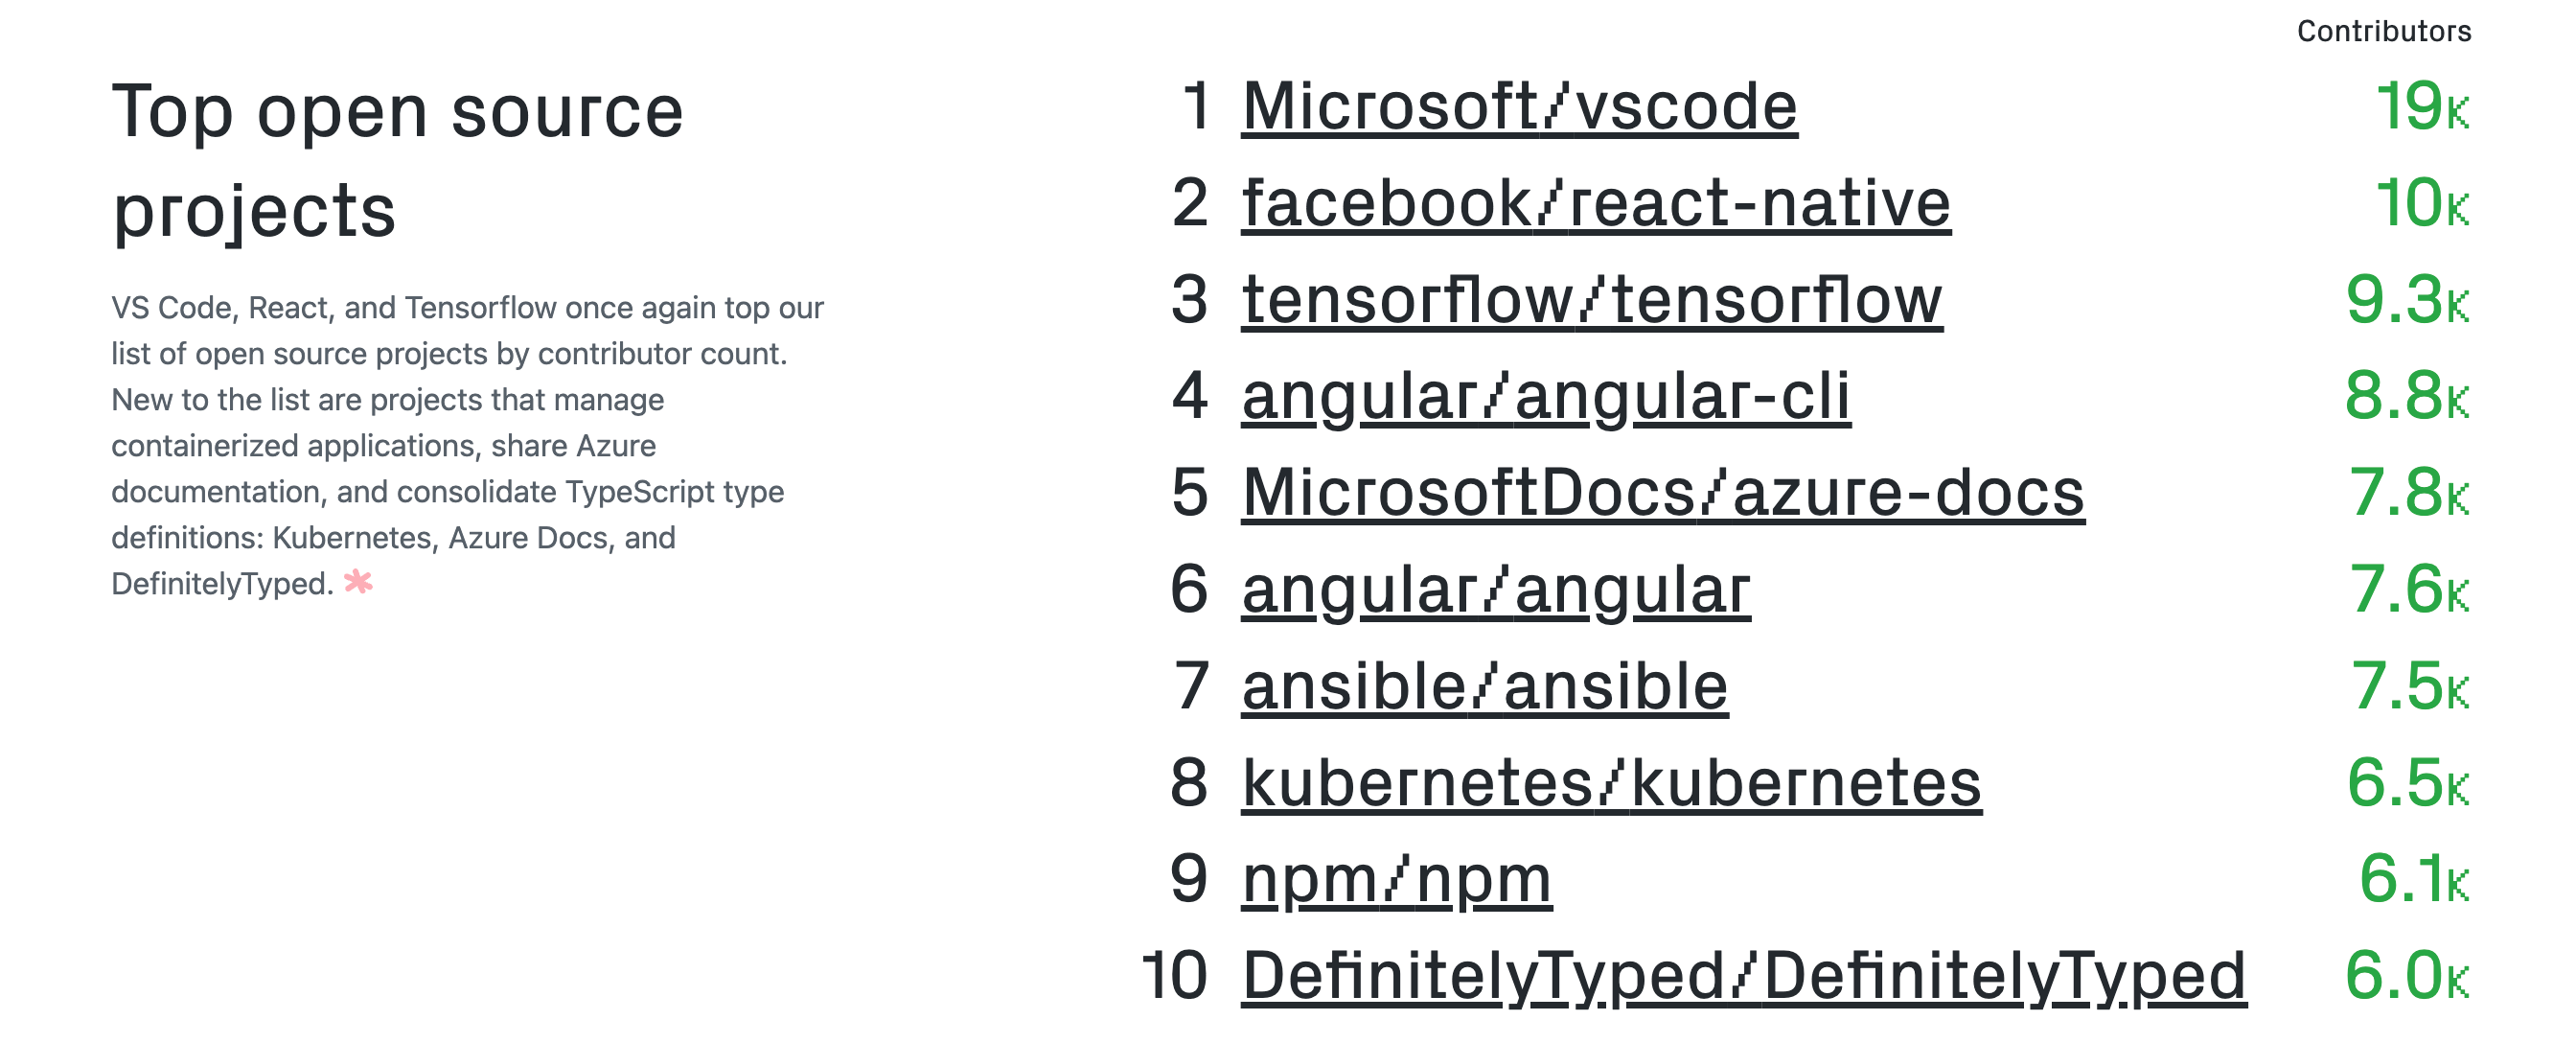 Top open source
projects
VS Code, React, and Tensorflow once again top our
list of open source projects by contributor count.
New to the list are projects that manage
containerized applications, share Azure
documentation, and consolidate TypeScript type
definitions: Kubernetes, Azure Docs, and
DefinitelyTyped. *
Contributors
1 Microsoft/vscode 19K
2 facebook/react-native 10K
3 tensorflow/tensorflow 9.3K
4 angular/angular-cli 8.8K
5 MicrosoftDocs/azure-docs 7.8K
6 angular/angular 7.6K
7 ansible/ansible 7.5K
8 kubernetes/kubernetes 6.5K
9 npm/npm 6.1K
10 DefinitelyTyped/DefinitelyTyped 6.0K